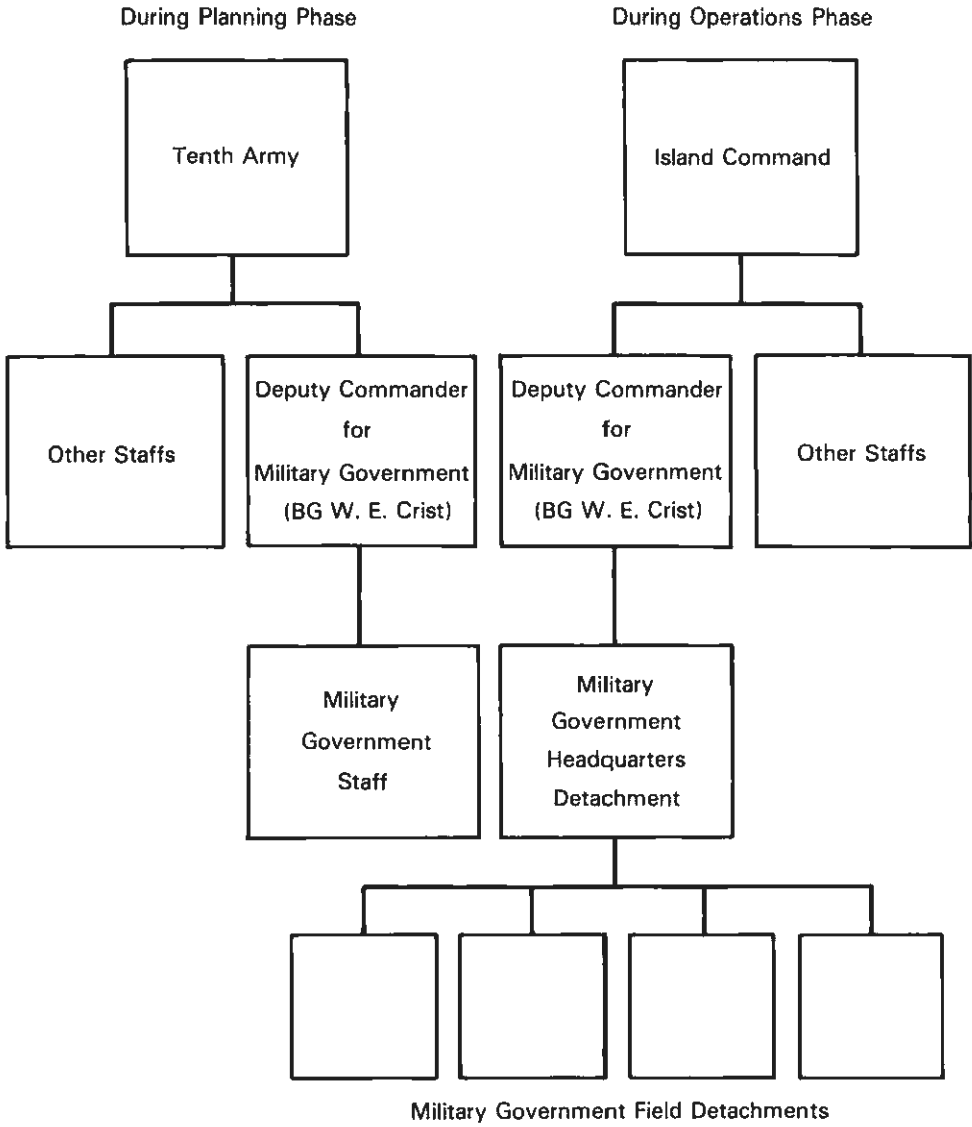 During Planning Phase
During Operations Phase
Tenth Army
Island Command
Other Staffs
Deputy Commander
for
Military Government
(BG W. E. Crist)
Deputy Commander
for
Military Government
(BG W. E. Crist)
Other Staffs
Military
Government
Staff
Military
Government
Headquarters
Detachment
Military Government Field Detachments